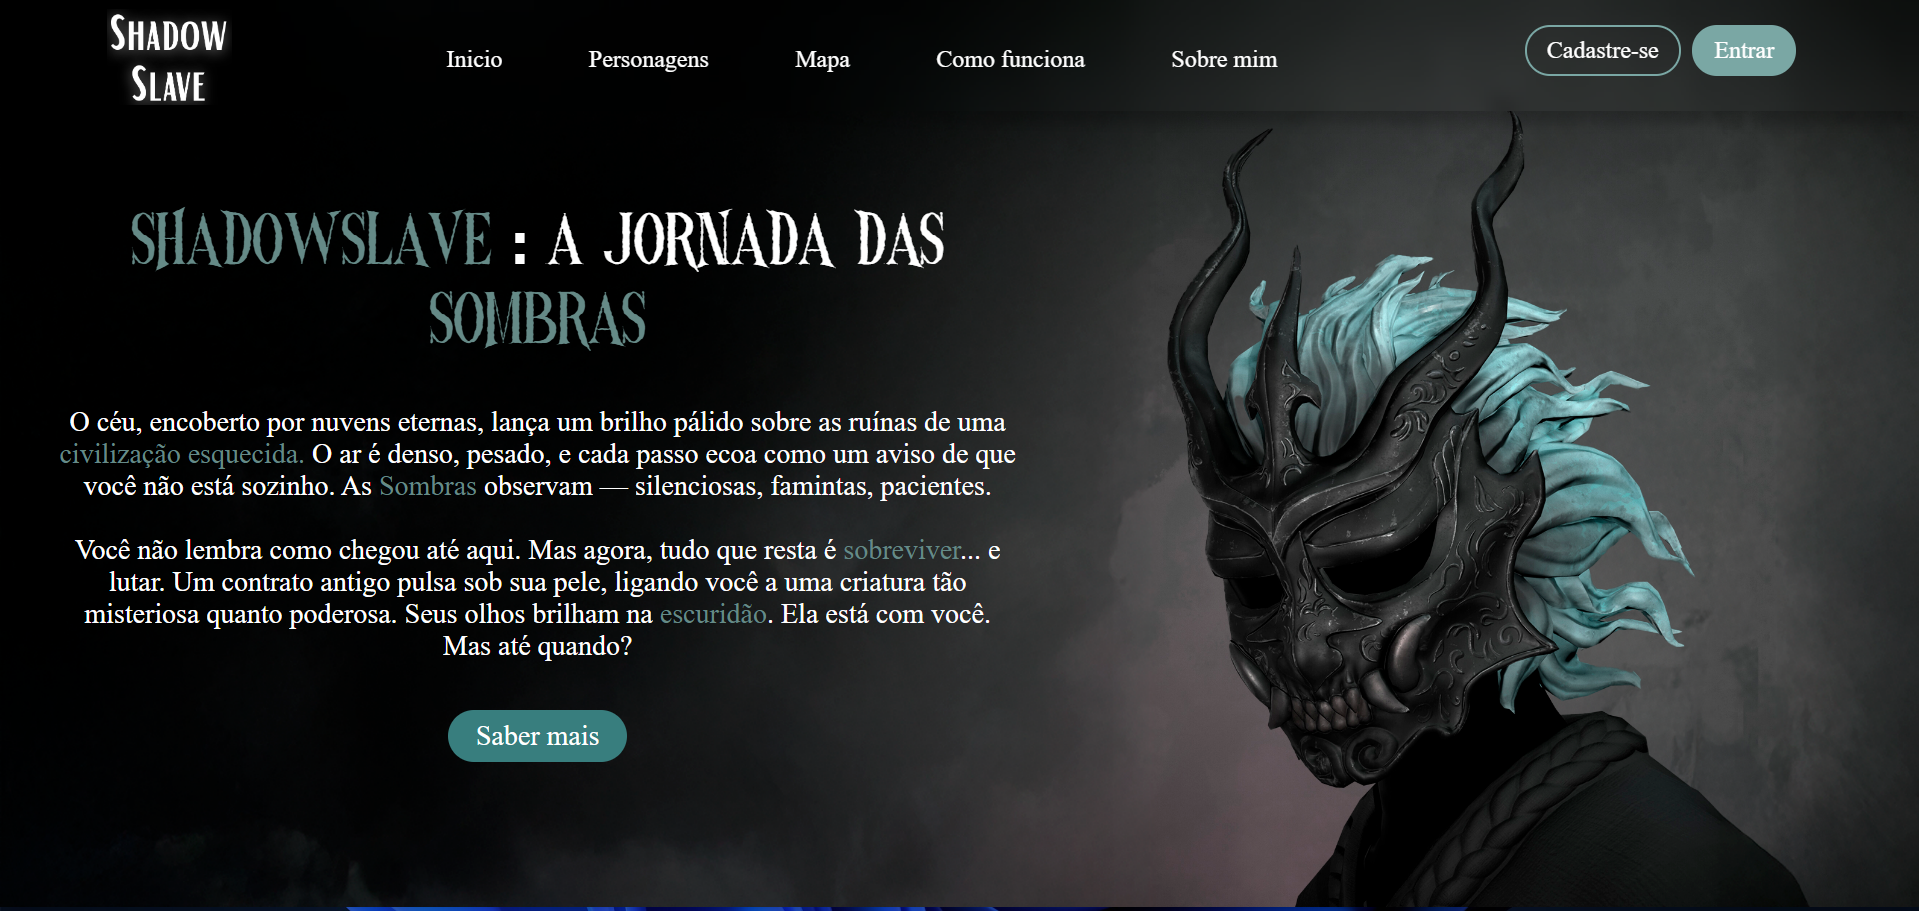 SHADOW
SLAVE
Inicio
Personagens
Mapa
Como funciona
Sobre mim
Cadastre-se
Entrar
SHADOWSLAVE : A JORNADA DAS
SOMBRAS
O céu, encoberto por nuvens eternas, lança um brilho pálido sobre as ruínas de uma
civilização esquecida. O ar é denso, pesado, e cada passo ecoa como um aviso de que
você não está sozinho. As Sombras observam — silenciosas, famintas, pacientes.
Você não lembra como chegou até aqui. Mas agora, tudo que resta é sobreviver... e
lutar. Um contrato antigo pulsa sob sua pele, ligando você a uma criatura tão
misteriosa quanto poderosa. Seus olhos brilham na escuridão. Ela está com você.
Mas até quando?
Saber mais